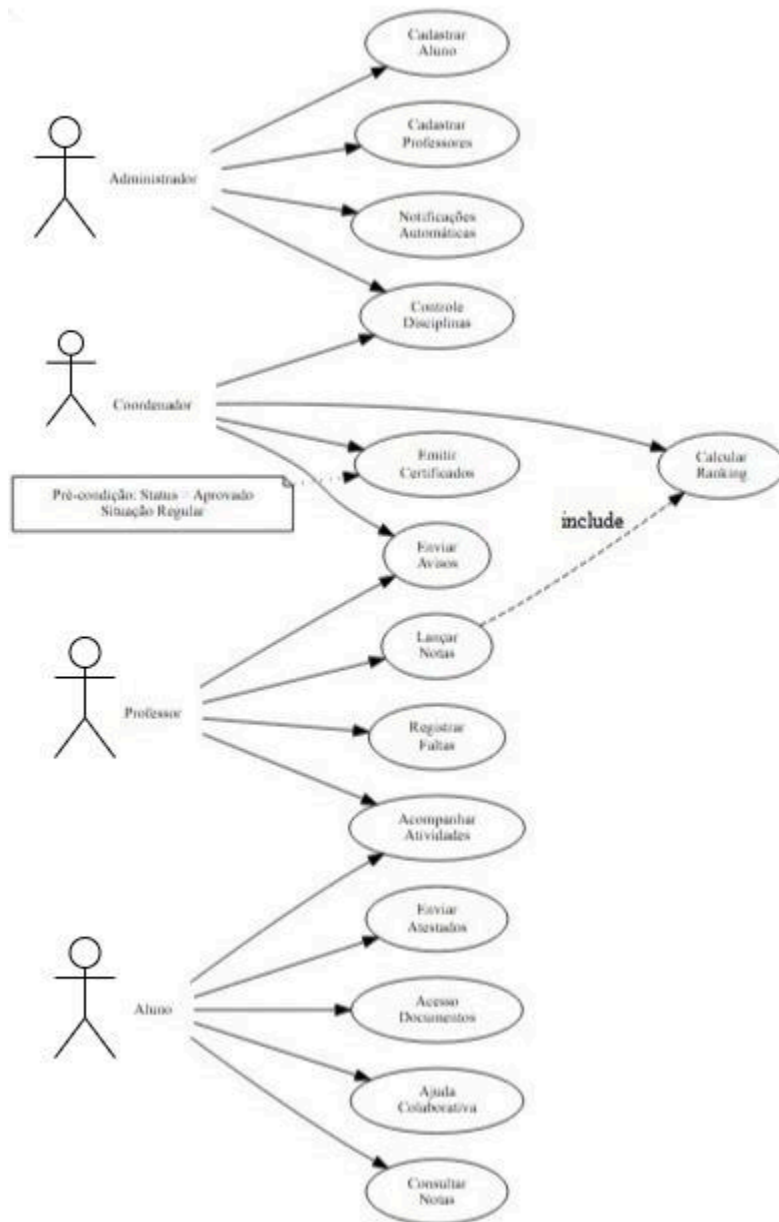 Cadastrar
Aluno
Cadastrar
Professores
Administrador
Notificações
Automáticas
Controle
Disciplinas
Coordenador
Emitir
Certificados
Calcular
Ranking
Pré-condição: Status = Aprovado
Situação Regular
include
Enviar
Avisos
Lançar
Notas
Professor
Registrar
Faltas
Acompanhar
Atividades
Enviar
Atestados
Aluno
Acesso
Documentos
Ajuda
Colaborativa
Consultar
Notas